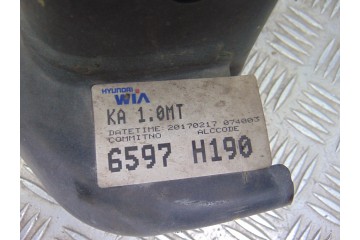 HYUNDAI
WIA
KA 1.0MT
DATETIME: 20170217 074003
COMMITNO ALCCODE
6597 H190